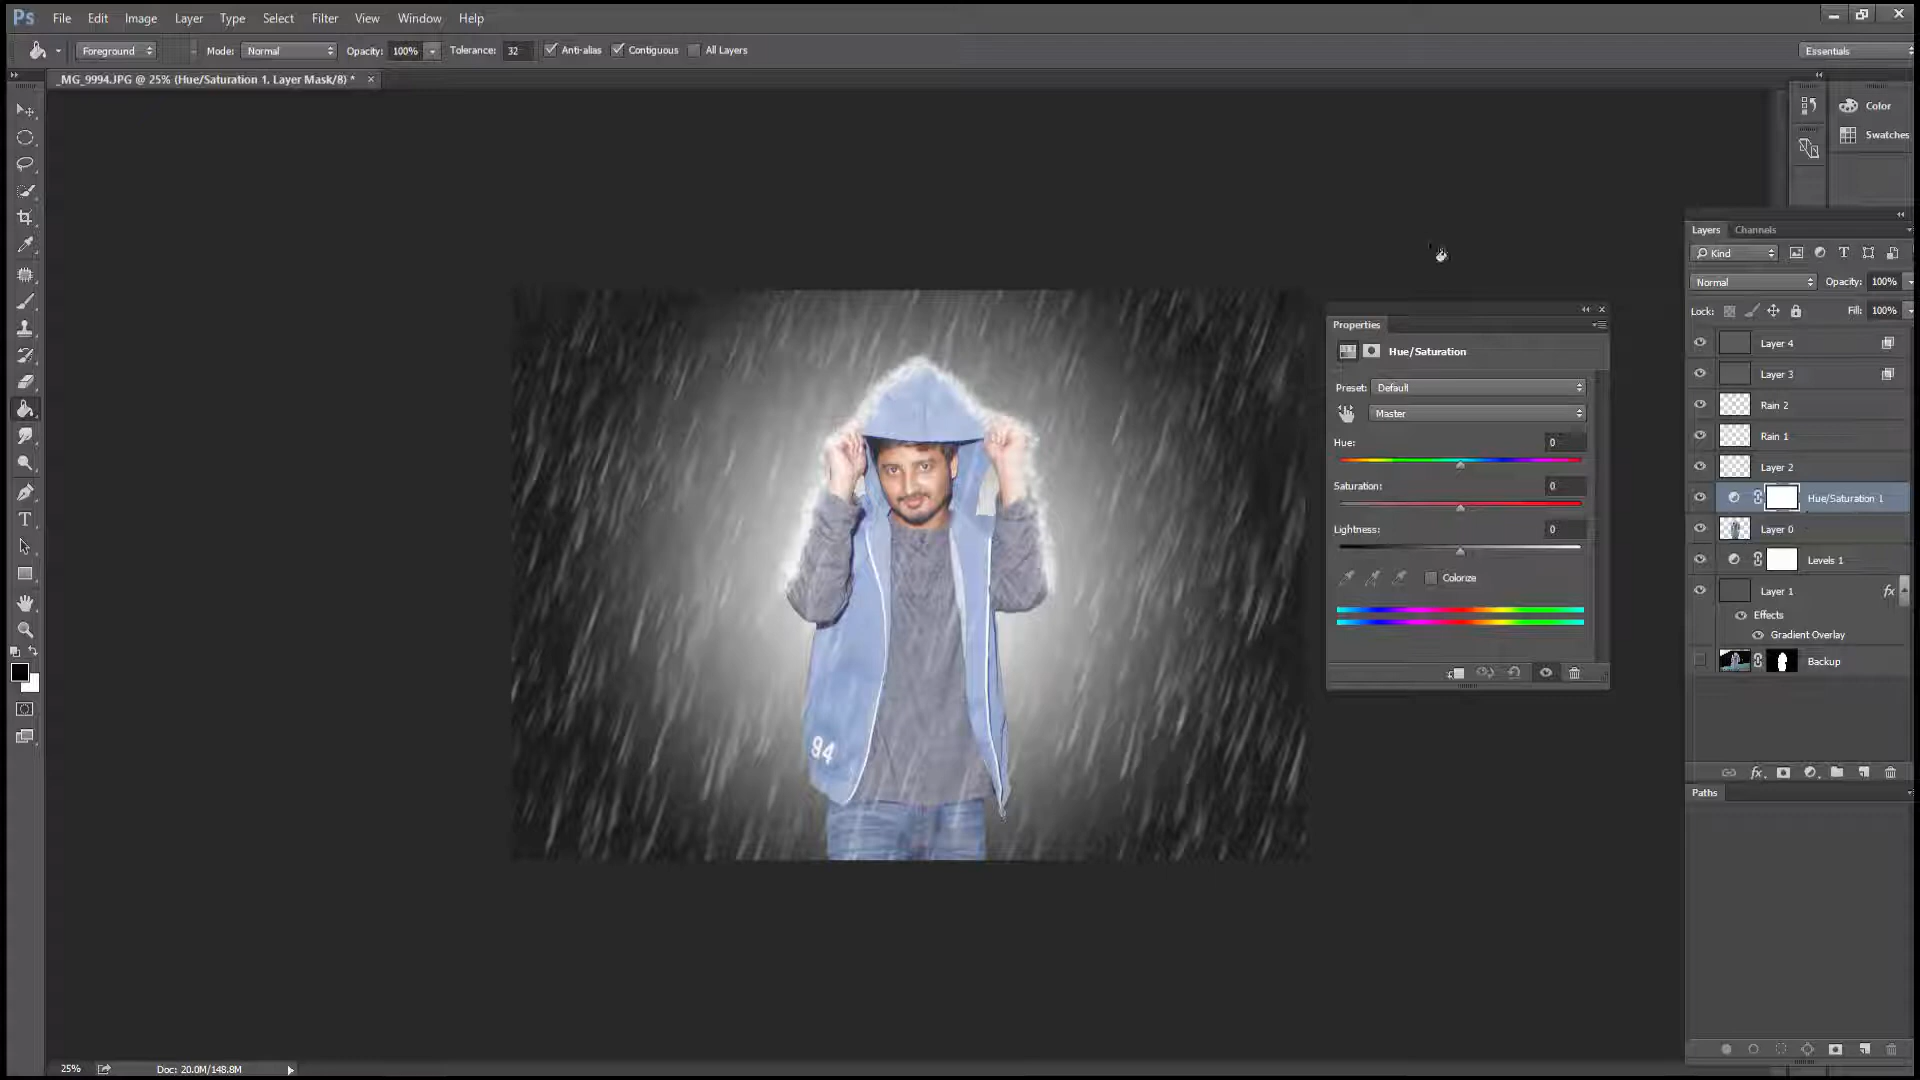 Ps File Edit Image Layer Type Select Filter View Window Help
Foreground Mode: Normal Opacity: 100% Tolerance: 32 Anti-alias Contiguous All Layers Essentials
_MG_9994.JPG @ 25% (Hue/Saturation 1, Layer Mask/8) *
Color
Swatches
Layers Channels
Kind
Normal Opacity: 100%
Lock: Fill: 100%
Layer 4
Layer 3
Rain 2
Rain 1
Layer 2
Hue/Saturation 1
Layer 0
Levels 1
Layer 1 fx
Effects
Gradient Overlay
Backup
fx
Paths
Properties
Hue/Saturation
Preset: Default
Master
Hue: 0
Saturation: 0
Lightness: 0
Colorize
94
25% Doc: 20.0M/148.8M